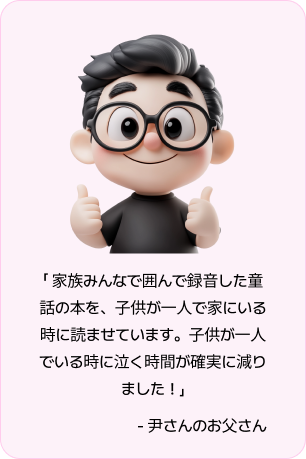 「 家族みんなで囲んで録音した童
話の本を、子供が一人で家にいる
時に読ませています。子供が一人
でいる時に泣く時間が確実に減り
ました！」
- 尹さんのお父さん